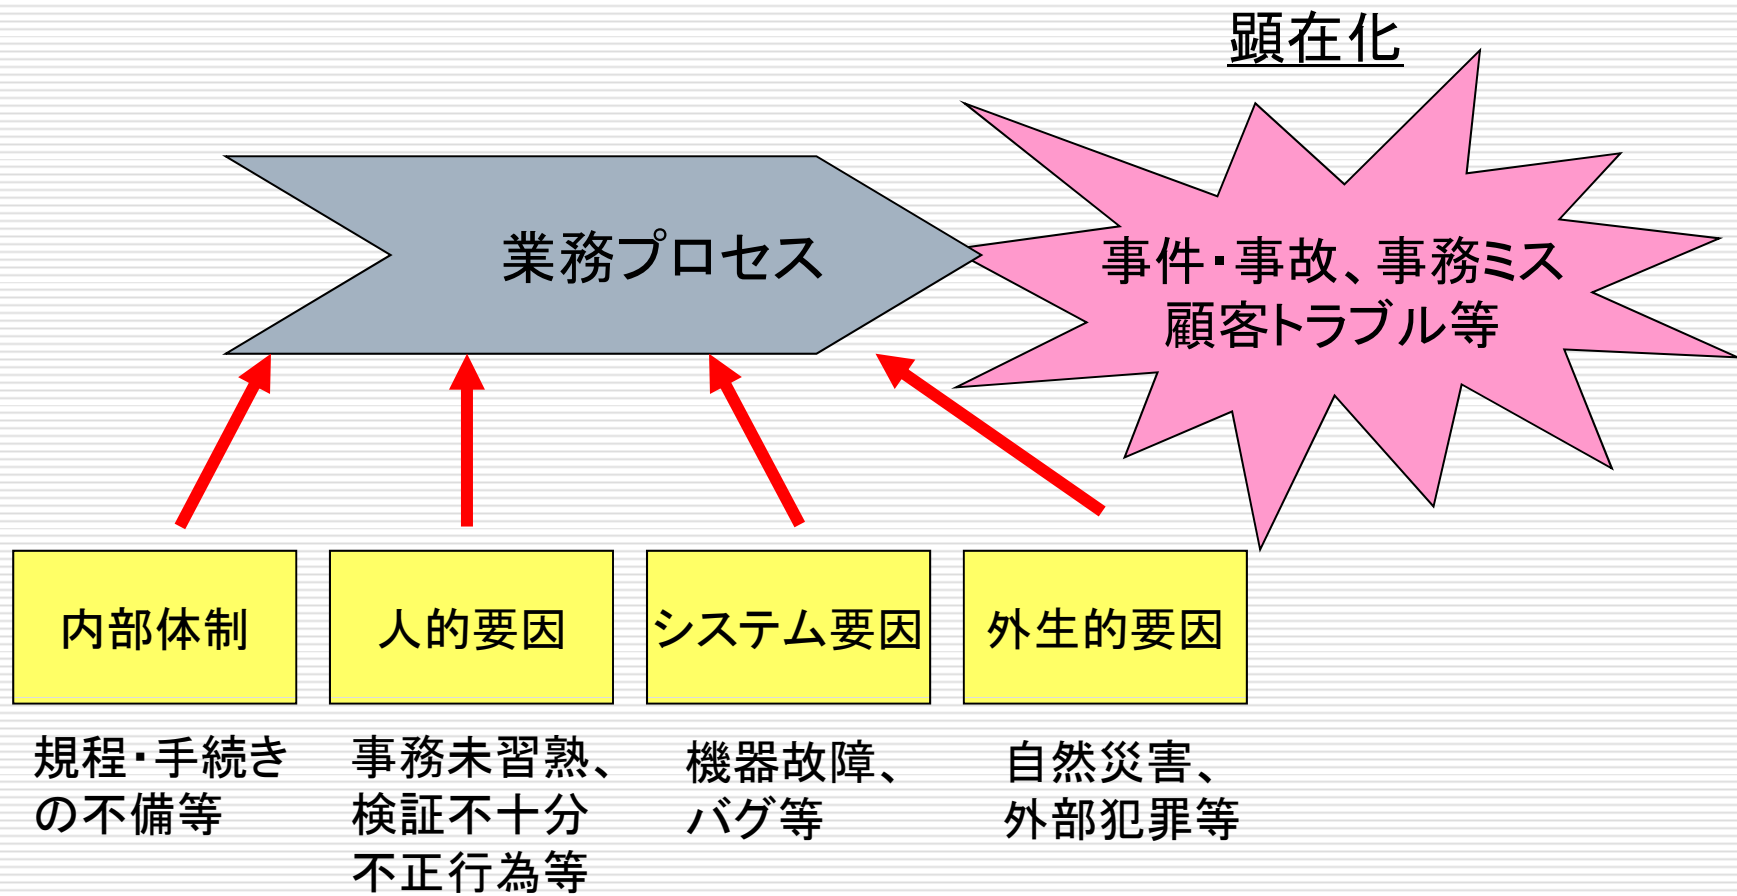 顕在化
業務プロセス
事件・事故、事務ミス
顧客トラブル等
内部体制
人的要因
システム要因
外生的要因
規程・手続き
の不備等
事務未習熟、
検証不十分
不正行為等
機器故障、
バグ等
自然災害、
外部犯罪等